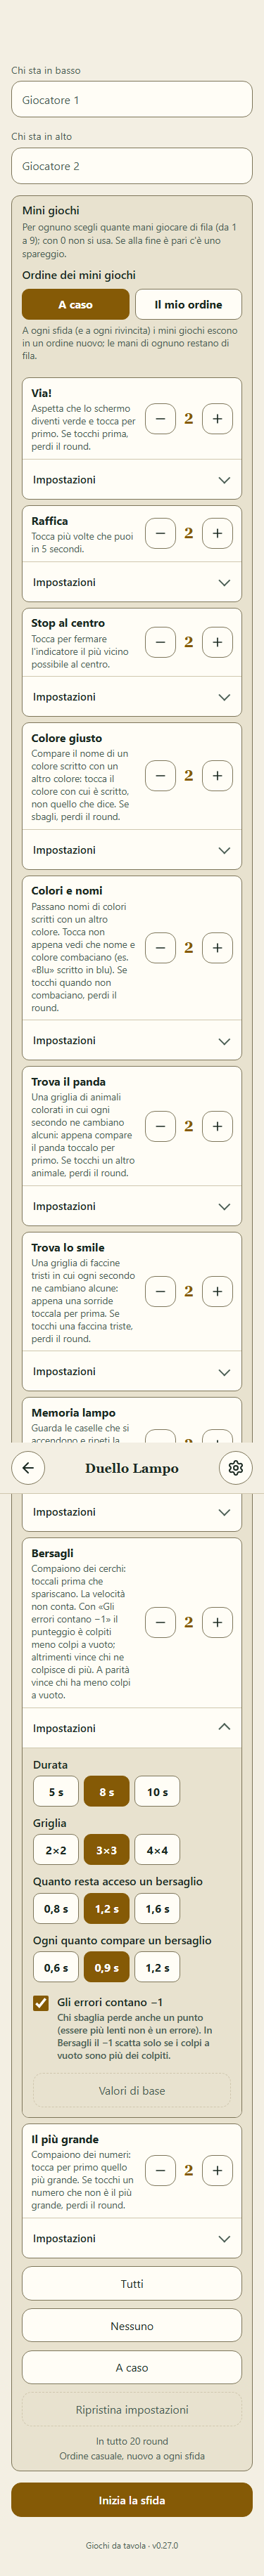 Chi sta in basso
Giocatore 1
Chi sta in alto
Giocatore 2
Mini giochi
Per ognuno scegli quante mani giocare di fila (da 1
a 9); con 0 non si usa. Se alla fine è pari c'è uno
spareggio.
Ordine dei mini giochi
A caso
Il mio ordine
A ogni sfida (e a ogni rivincita) i mini giochi escono
in un ordine nuovo; le mani di ognuno restano di
fila.
Via!
Aspetta che lo schermo
diventi verde e tocca per
primo. Se tocchi prima,
perdi il round.
− 2 +
Impostazioni
Raffica
Tocca più volte che puoi
in 5 secondi.
− 2 +
Impostazioni
Stop al centro
Tocca per fermare
l'indicatore il più vicino
possibile al centro.
− 2 +
Impostazioni
Colore giusto
Compare il nome di un
colore scritto con un
altro colore: tocca il
colore con cui è scritto,
non quello che dice. Se
sbagli, perdi il round.
− 2 +
Impostazioni
Colori e nomi
Passano nomi di colori
scritti con un altro
colore. Tocca non
appena vedi che nome e
colore combaciano (es.
«Blu» scritto in blu). Se
tocchi quando non
combaciano, perdi il
round.
− 2 +
Impostazioni
Trova il panda
Una griglia di animali
colorati in cui ogni
secondo ne cambiano
alcuni: appena compare
il panda toccalo per
primo. Se tocchi un altro
animale, perdi il round.
− 2 +
Impostazioni
Trova lo smile
Una griglia di faccine
tristi in cui ogni secondo
ne cambiano alcune:
appena una sorride
toccala per prima. Se
tocchi una faccina triste,
perdi il round.
− 2 +
Impostazioni
Memoria lampo
Guarda le caselle che si
accendono e ripeti la
Duello Lampo
Impostazioni
Bersagli
Compaiono dei cerchi:
toccali prima che
spariscano. La velocità
non conta. Con «Gli
errori contano −1» il
punteggio è colpiti
meno colpi a vuoto;
altrimenti vince chi ne
colpisce di più. A parità
vince chi ha meno colpi
a vuoto.
− 2 +
Impostazioni
Durata
5 s
8 s
10 s
Griglia
2×2
3×3
4×4
Quanto resta acceso un bersaglio
0,8 s
1,2 s
1,6 s
Ogni quanto compare un bersaglio
0,6 s
0,9 s
1,2 s
Gli errori contano −1
Chi sbaglia perde anche un punto
(essere più lenti non è un errore). In
Bersagli il −1 scatta solo se i colpi a
vuoto sono più dei colpiti.
Valori di base
Il più grande
Compaiono dei numeri:
tocca per primo quello
più grande. Se tocchi un
numero che non è il più
grande, perdi il round.
− 2 +
Impostazioni
Tutti
Nessuno
A caso
Ripristina impostazioni
In tutto 20 round
Ordine casuale, nuovo a ogni sfida
Inizia la sfida
Giochi da tavola · v0.27.0